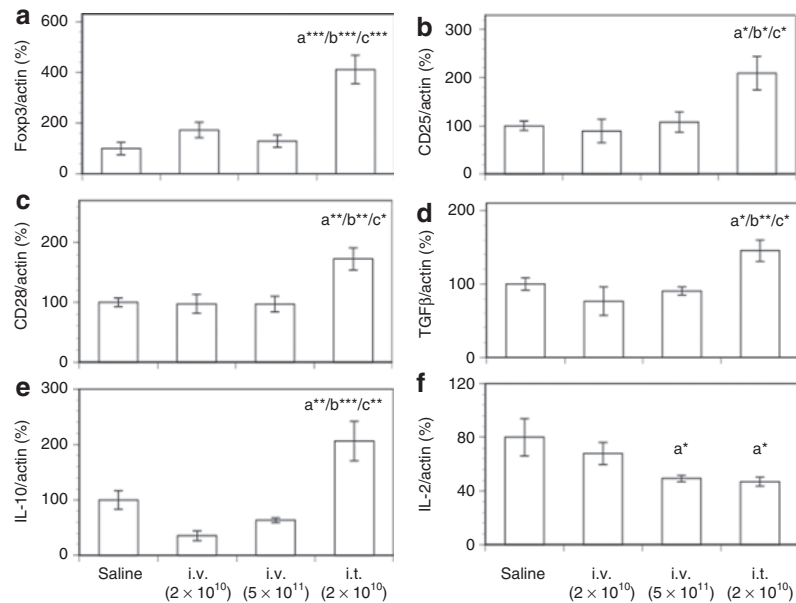 a
Foxp3/actin (%)
600
400
200
0
a***/b***/c***
b
CD25/actin (%)
300
200
100
0
a*/b*/c*
c
CD28/actin (%)
200
100
0
a**/b**/c*
d
TGFβ/actin (%)
200
100
0
a*/b**/c*
e
IL-10/actin (%)
300
200
100
0
a**/b***/c**
Saline
i.v.
(2 × 10¹⁰)
i.v.
(5 × 10¹¹)
i.t.
(2 × 10¹⁰)
f
IL-2/actin (%)
120
80
40
0
a*
a*
Saline
i.v.
(2 × 10¹⁰)
i.v.
(5 × 10¹¹)
i.t.
(2 × 10¹⁰)